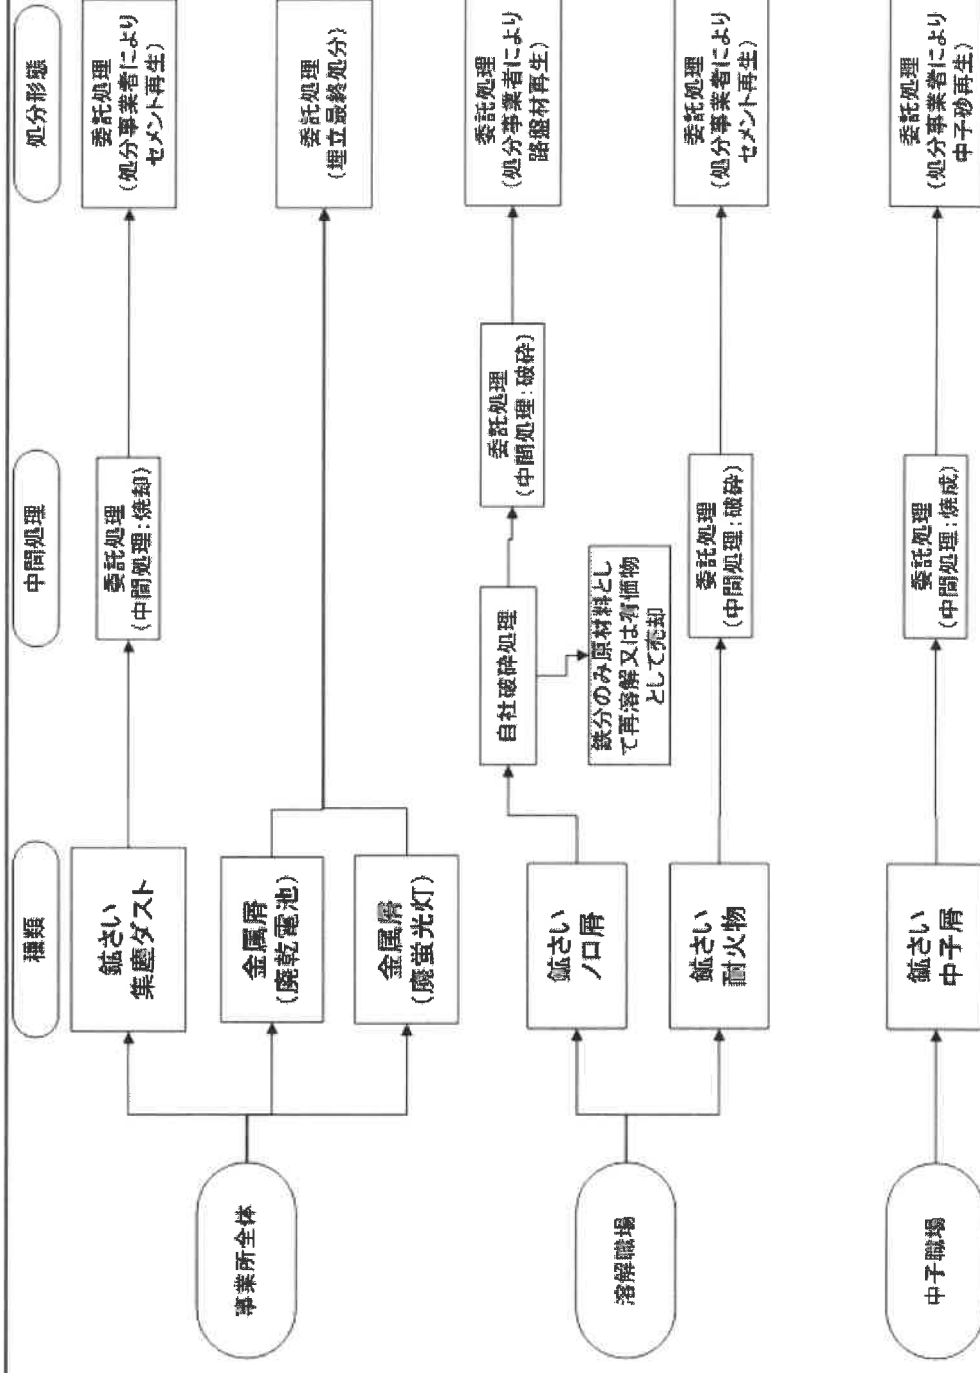 種類
中間処理
処分形態
事業所全体
鉱さい
集塵ダスト
委託処理
(中間処理:焼却)
委託処理
(処分事業者により
セメント再生)
金属屑
(廃乾電池)
金属屑
(廃蛍光灯)
委託処理
(埋立最終処分)
溶解職場
鉱さい
ノロ屑
自社破砕処理
鉄分のみ原材料とし
て再溶解又は有価物
として売却
委託処理
(中間処理:破砕)
委託処理
(処分事業者により
路盤材再生)
鉱さい
耐火物
委託処理
(中間処理:破砕)
委託処理
(処分事業者により
セメント再生)
中子職場
鉱さい
中子屑
委託処理
(中間処理:焼成)
委託処理
(処分事業者により
中子砂再生)